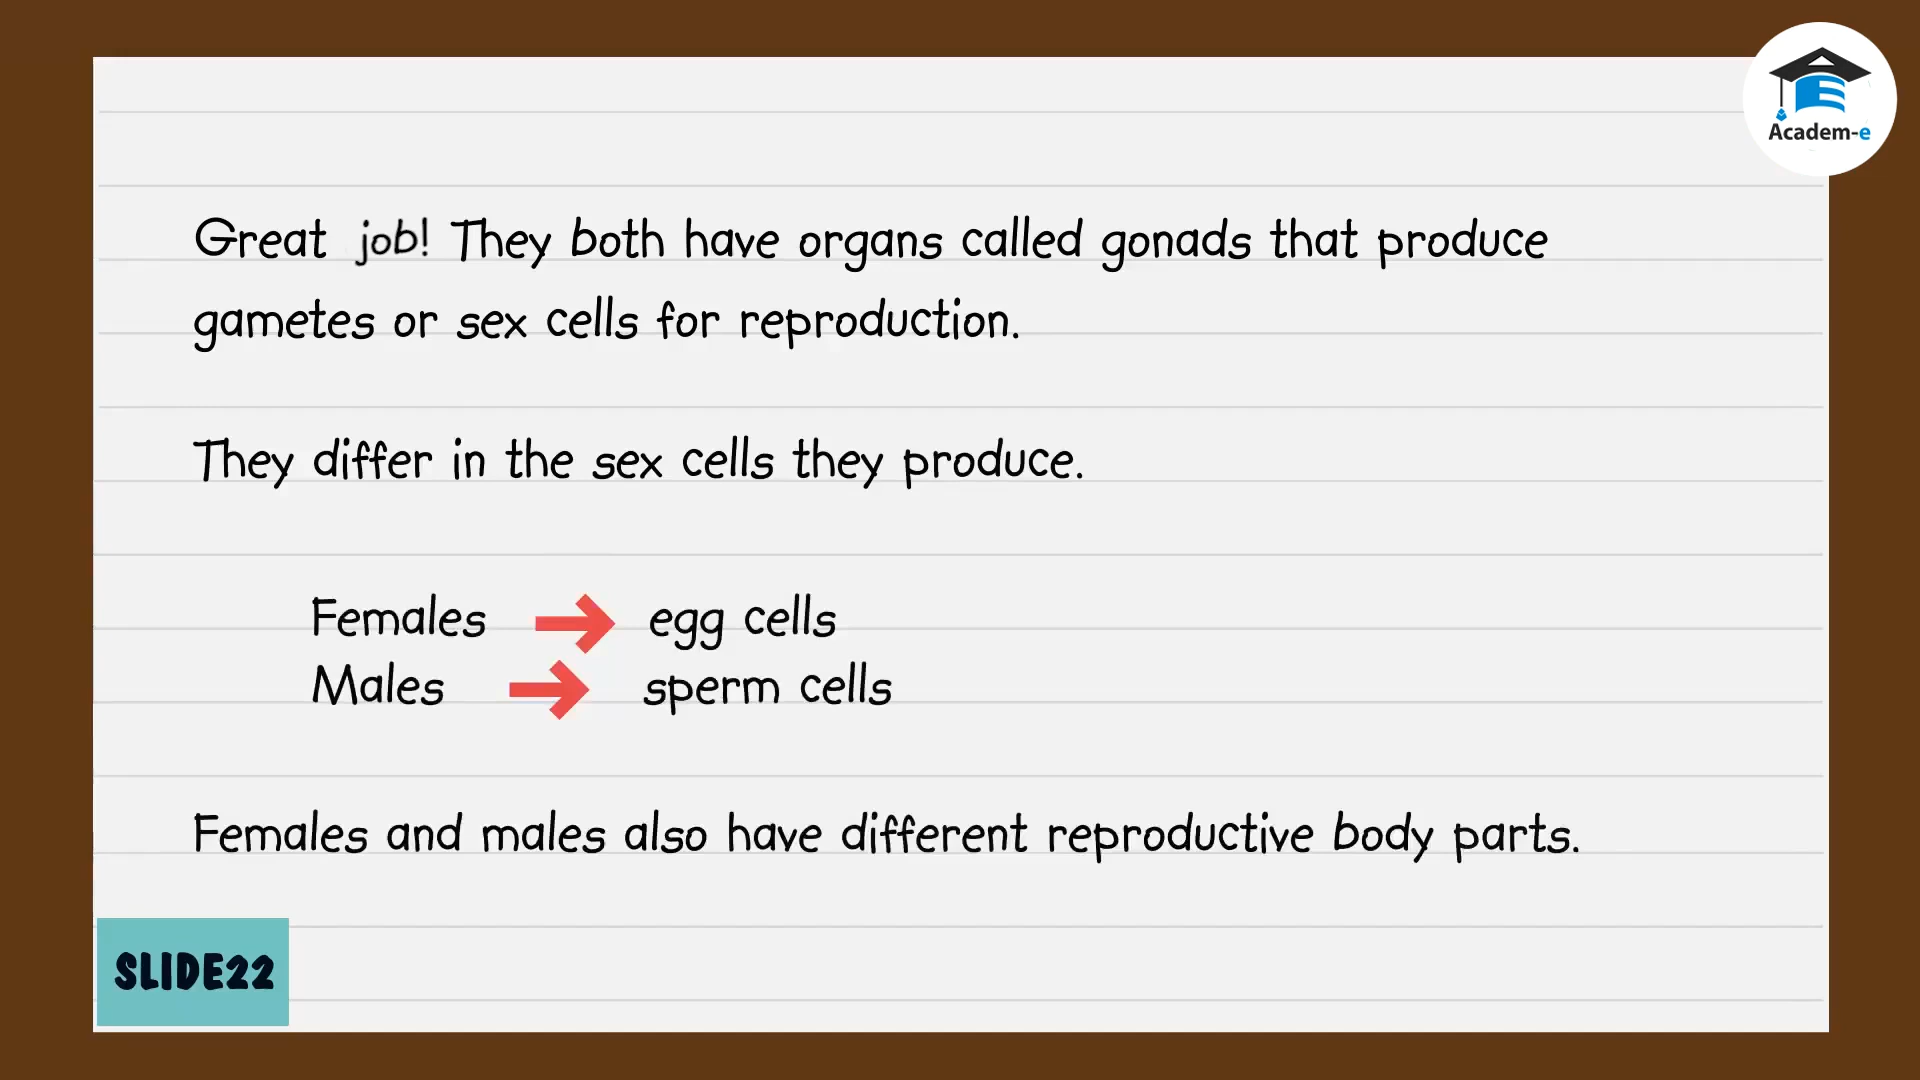 Academ-e
Great job! They both have organs called gonads that produce
gametes or sex cells for reproduction.
They differ in the sex cells they produce.
Females → egg cells
Males → sperm cells
Females and males also have different reproductive body parts.
SLIDE22